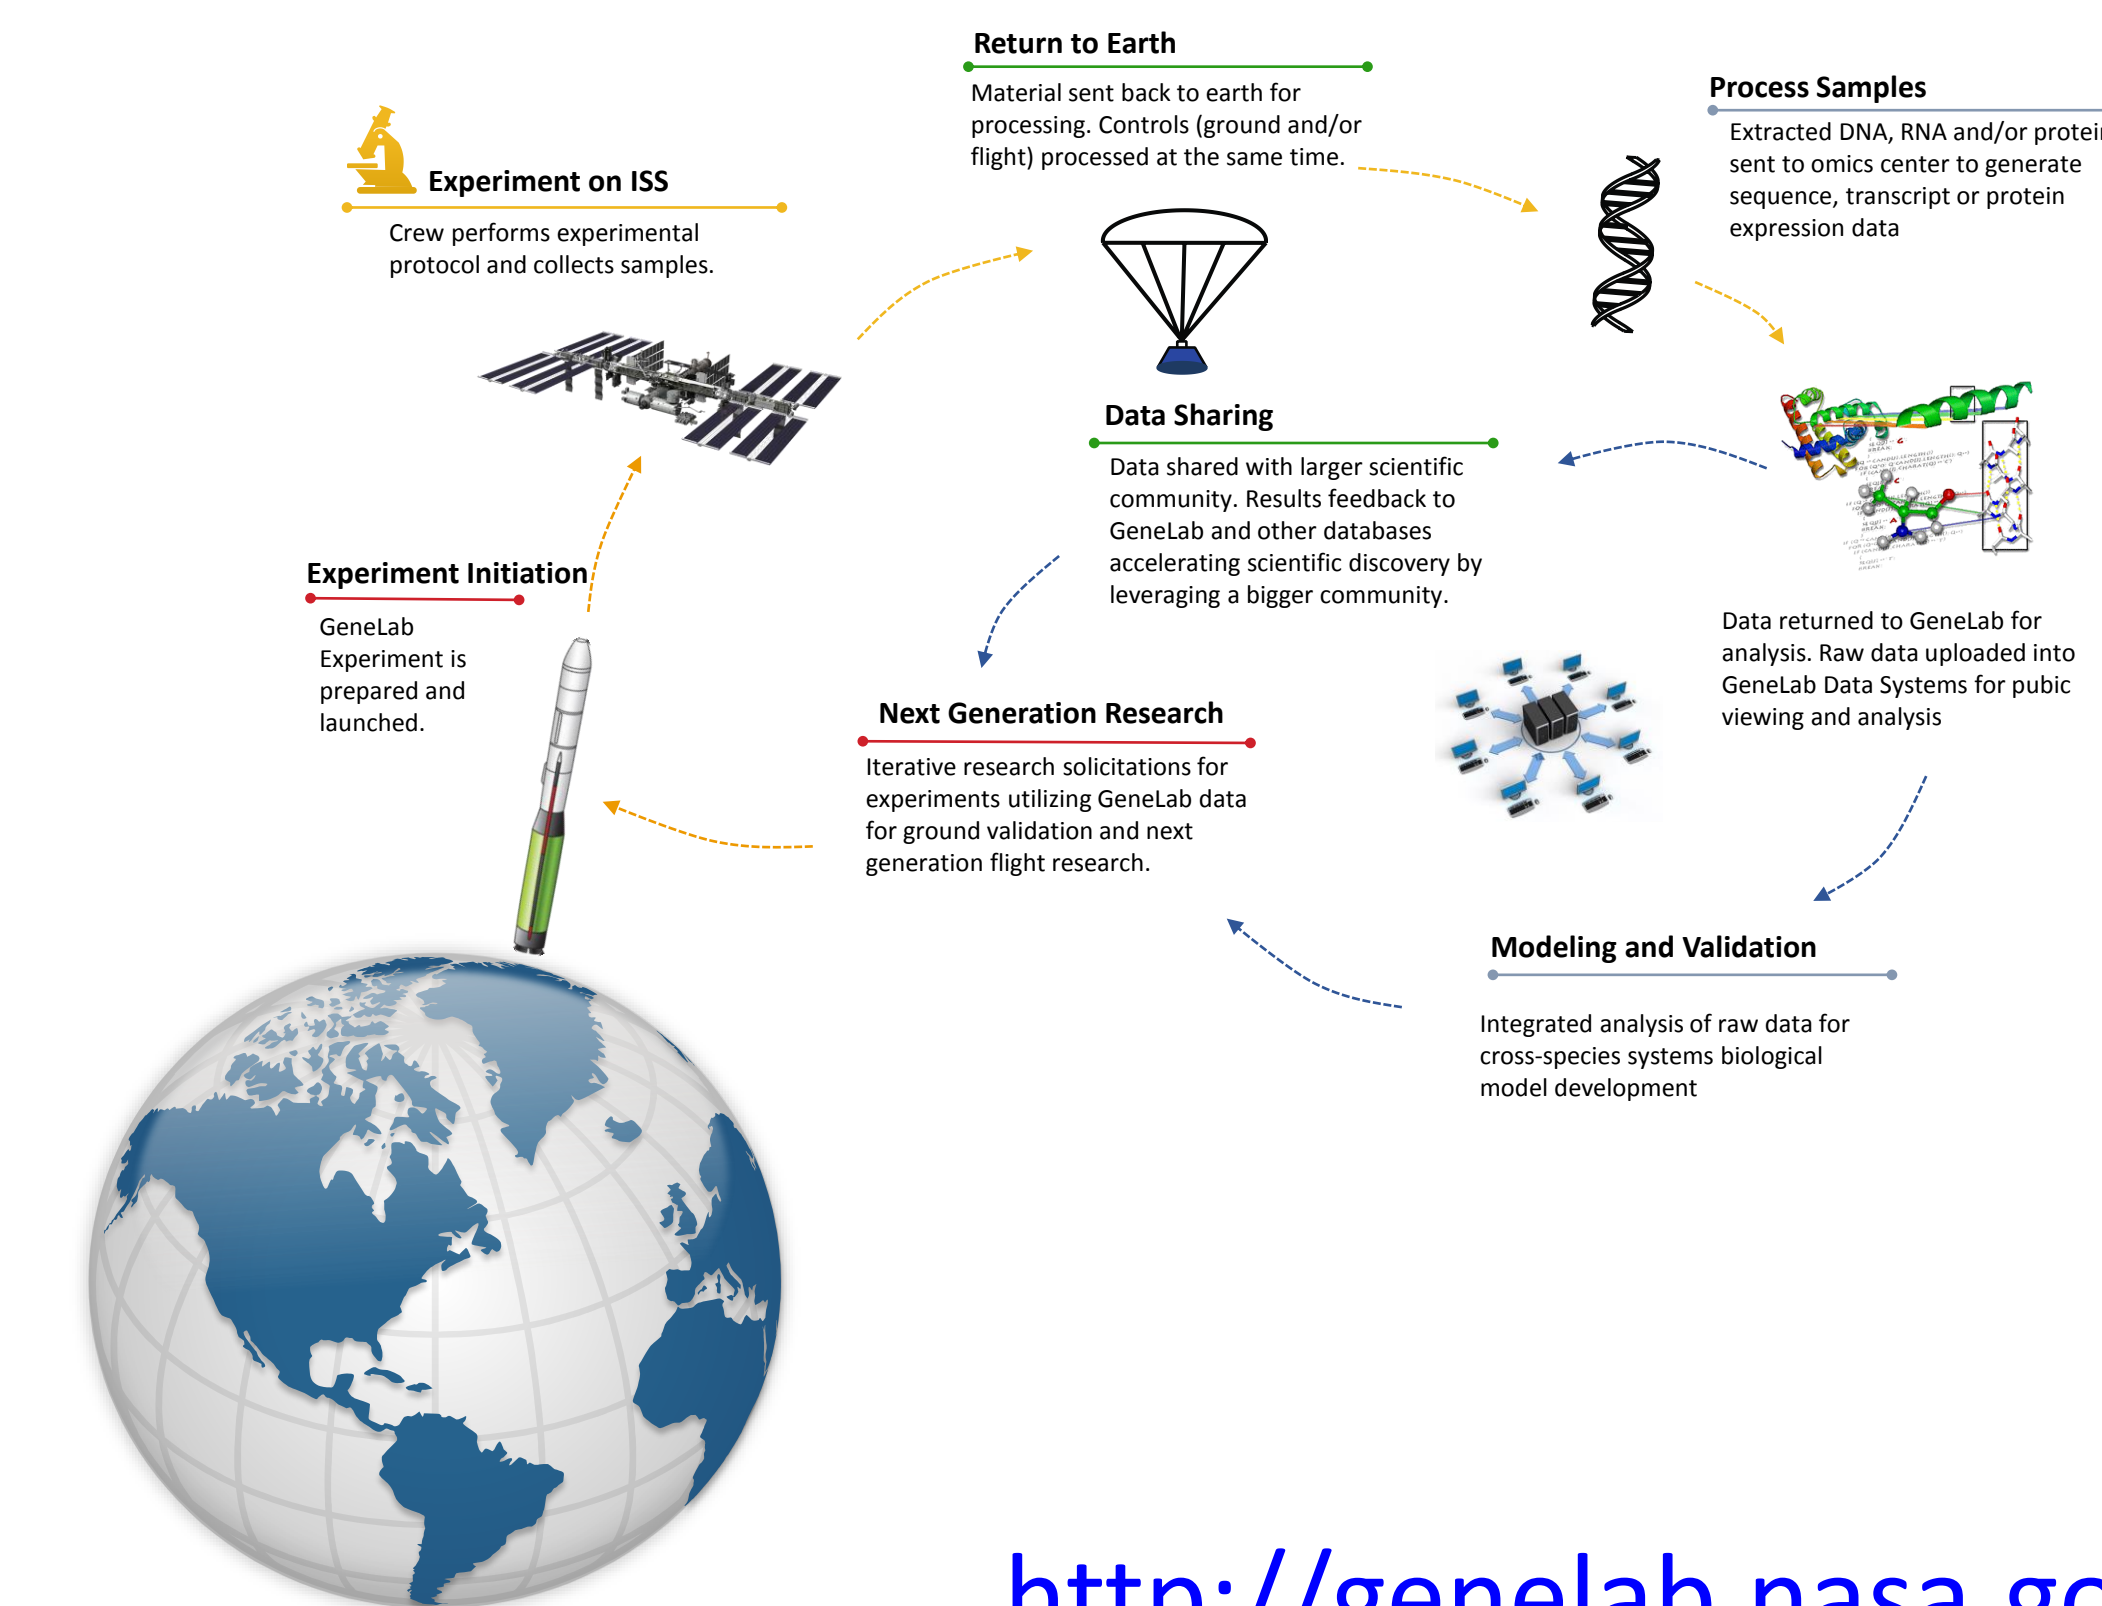 Return to Earth
Material sent back to earth for
processing. Controls (ground and/or
flight) processed at the same time.
Process Samples
Extracted DNA, RNA and/or protein
sent to omics center to generate
sequence, transcript or protein
expression data
Experiment on ISS
Crew performs experimental
protocol and collects samples.
Data Sharing
Data shared with larger scientific
community. Results feedback to
GeneLab and other databases
accelerating scientific discovery by
leveraging a bigger community.
Experiment Initiation
GeneLab
Experiment is
prepared and
launched.
Data returned to GeneLab for
analysis. Raw data uploaded into
GeneLab Data Systems for pubic
viewing and analysis
Next Generation Research
Iterative research solicitations for
experiments utilizing GeneLab data
for ground validation and next
generation flight research.
Modeling and Validation
Integrated analysis of raw data for
cross-species systems biological
model development
http://genelab.nasa.go